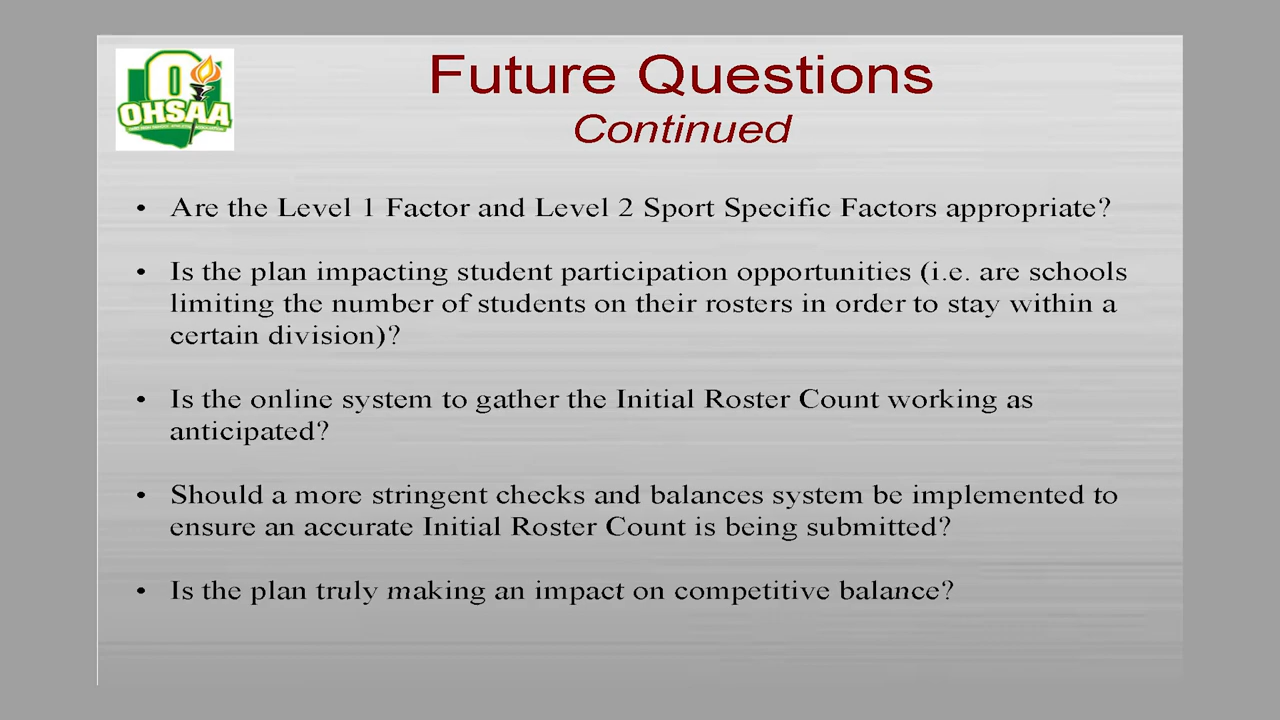 OHSAA
Future Questions
Continued
• Are the Level 1 Factor and Level 2 Sport Specific Factors appropriate?
• Is the plan impacting student participation opportunities (i.e. are schools
limiting the number of students on their rosters in order to stay within a
certain division)?
• Is the online system to gather the Initial Roster Count working as
anticipated?
• Should a more stringent checks and balances system be implemented to
ensure an accurate Initial Roster Count is being submitted?
• Is the plan truly making an impact on competitive balance?